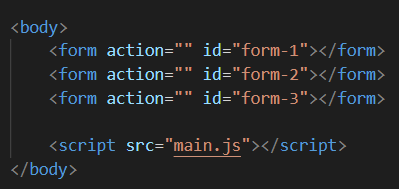 <body>
<form action="" id="form-1"></form>
<form action="" id="form-2"></form>
<form action="" id="form-3"></form>
<script src="main.js"></script>
</body>